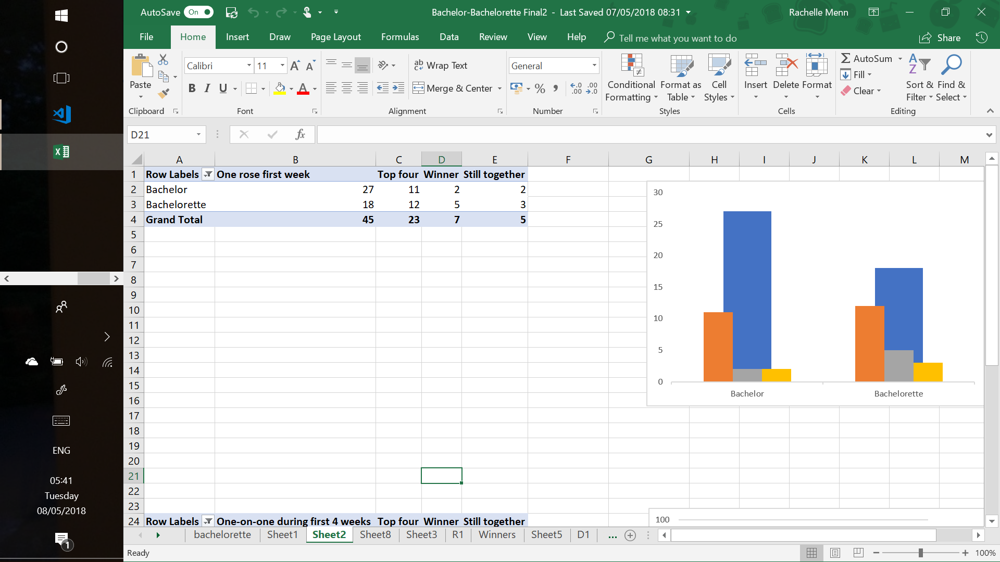 AutoSave On
Bachelor-Bachelorette Final2 - Last Saved 07/05/2018 08:31
Rachelle Menn
File Home Insert Draw Page Layout Formulas Data Review View Help Tell me what you want to do Share
Paste
Clipboard
Calibri 11
B I U
Font
ab Wrap Text
Merge & Center
Alignment
General
% ,
Number
Conditional Formatting
Format as Table
Cell Styles
Styles
Insert Delete Format
Cells
AutoSum
Fill
Clear
Sort & Filter
Find & Select
Editing
D21 fx
A B C D E F G H I J K L M
1 Row Labels One rose first week Top four Winner Still together
2 Bachelor 27 11 2 2
3 Bachelorette 18 12 5 3
4 Grand Total 45 23 7 5
5
6
7
8
9
10
11
12
13
14
15
16
17
18
19
20
21
22
23
24 Row Labels One-on-one during first 4 weeks Top four Winner Still together
30
25
20
15
10
5
0
Bachelor Bachelorette
100
bachelorette Sheet1 Sheet2 Sheet8 Sheet3 R1 Winners Sheet5 D1 ...
Ready
100%
ENG
05:41
Tuesday
08/05/2018
1